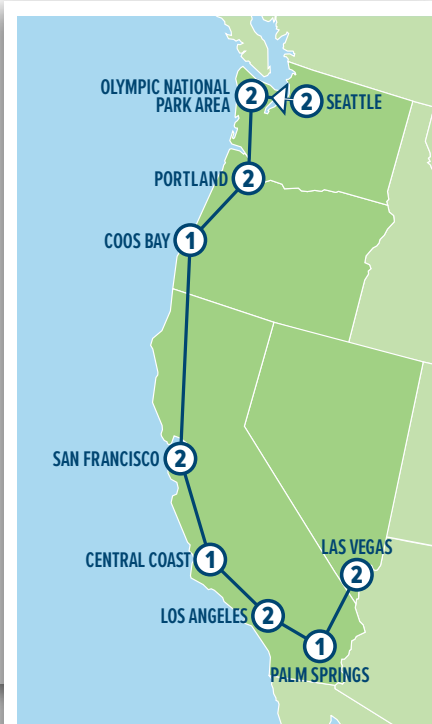 OLYMPIC NATIONAL
PARK AREA
2
2
SEATTLE
PORTLAND
2
COOS BAY
1
SAN FRANCISCO
2
CENTRAL COAST
1
LAS VEGAS
2
LOS ANGELES
2
1
PALM SPRINGS